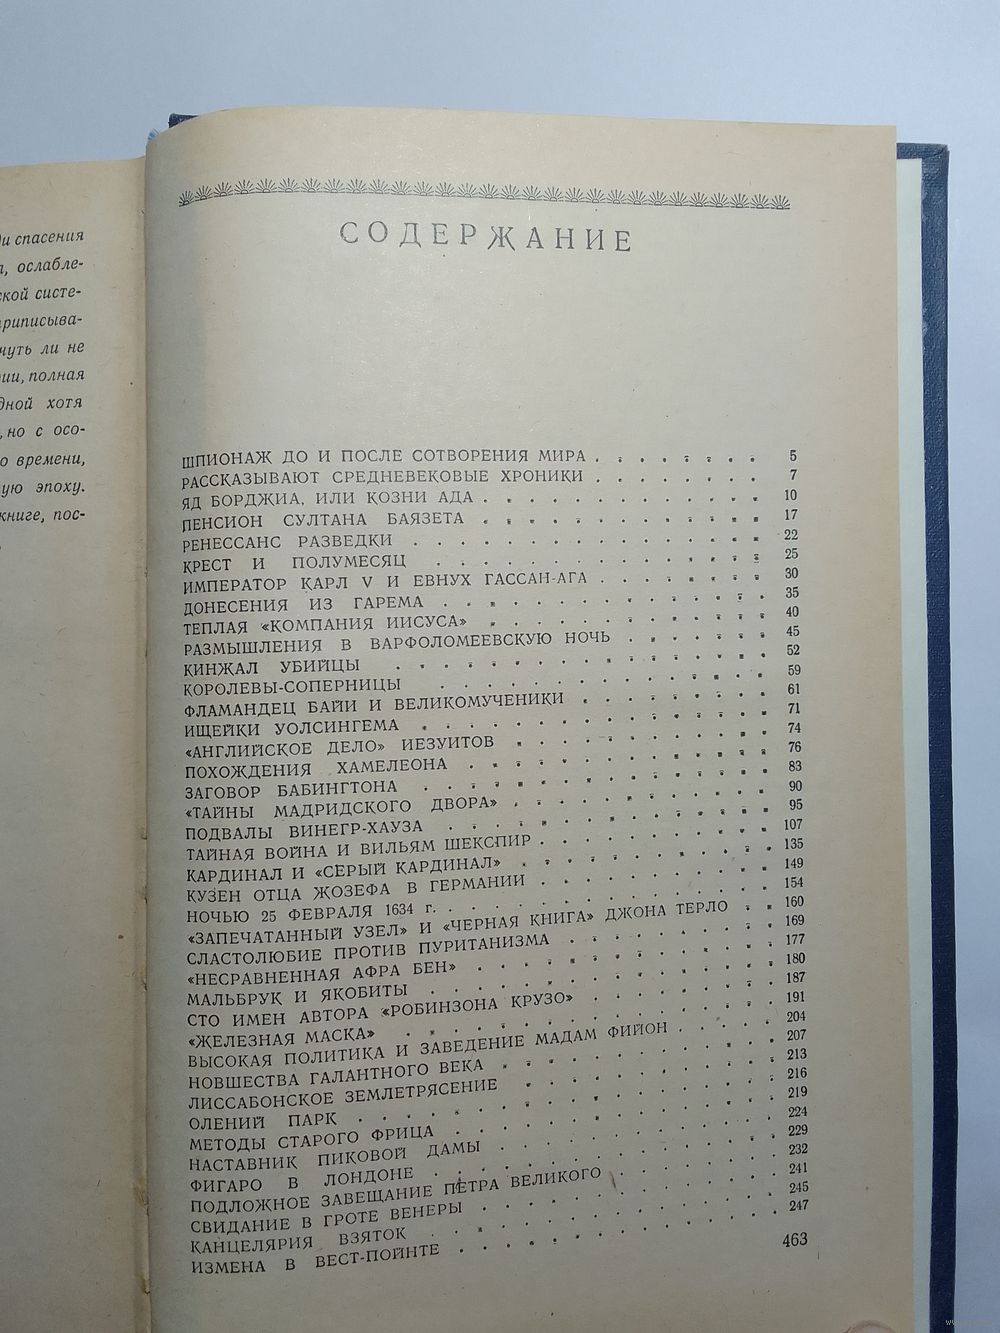 ди спасения
ослабле-
ской систе-
приписыва-
чуть ли не
полная
дной хотя
но с осо-
о времени,
ую эпоху.
книге, пос-
СОДЕРЖАНИЕ
ШПИОНАЖ ДО И ПОСЛЕ СОТВОРЕНИЯ МИРА . . . . . . . 5
РАССКАЗЫВАЮТ СРЕДНЕВЕКОВЫЕ ХРОНИКИ . . . . . . . 7
ЯД БОРДЖИА, ИЛИ КОЗНИ АДА . . . . . . . . . . . . 10
ПЕНСИОН СУЛТАНА БАЯЗЕТА . . . . . . . . . . . . 17
РЕНЕССАНС РАЗВЕДКИ . . . . . . . . . . . . . . . 22
КРЕСТ И ПОЛУМЕСЯЦ . . . . . . . . . . . . . . 25
ИМПЕРАТОР КАРЛ V И ЕВНУХ ГАССАН-АГА . . . . . . . 30
ДОНЕСЕНИЯ ИЗ ГАРЕМА . . . . . . . . . . . . . . 35
ТЕПЛАЯ «КОМПАНИЯ ИИСУСА» . . . . . . . . . . . . 40
РАЗМЫШЛЕНИЯ В ВАРФОЛОМЕЕВСКУЮ НОЧЬ . . . . . . 45
КИНЖАЛ УБИЙЦЫ . . . . . . . . . . . . . . . 52
КОРОЛЕВЫ-СОПЕРНИЦЫ . . . . . . . . . . . . . . 59
ФЛАМАНДЕЦ БАЙИ И ВЕЛИКОМУЧЕНИКИ . . . . . . . . 61
ИЩЕЙКИ УОЛСИНГЕМА . . . . . . . . . . . . . . 71
«АНГЛИЙСКОЕ ДЕЛО» ИЕЗУИТОВ . . . . . . . . . . . 74
ПОХОЖДЕНИЯ ХАМЕЛЕОНА . . . . . . . . . . . . . 76
ЗАГОВОР БАБИНГТОНА . . . . . . . . . . . . . . 83
«ТАЙНЫ МАДРИДСКОГО ДВОРА» . . . . . . . . . . . 90
ПОДВАЛЫ ВИНЕГР-ХАУЗА . . . . . . . . . . . . . 95
ТАЙНАЯ ВОЙНА И ВИЛЬЯМ ШЕКСПИР . . . . . . . . . 107
КАРДИНАЛ И «СЕРЫЙ КАРДИНАЛ» . . . . . . . . . . 135
КУЗЕН ОТЦА ЖОЗЕФА В ГЕРМАНИИ . . . . . . . . . . 149
НОЧЬЮ 25 ФЕВРАЛЯ 1634 г. . . . . . . . . . . . . 154
«ЗАПЕЧАТАННЫЙ УЗЕЛ» И «ЧЕРНАЯ КНИГА» ДЖОНА ТЕРЛО . . 160
СЛАСТОЛЮБИЕ ПРОТИВ ПУРИТАНИЗМА . . . . . . . . . 169
«НЕСРАВНЕННАЯ АФРА БЕН» . . . . . . . . . . . . 177
МАЛЬБРУК И ЯКОБИТЫ . . . . . . . . . . . . . . 180
СТО ИМЕН АВТОРА «РОБИНЗОНА КРУЗО» . . . . . . . . 187
«ЖЕЛЕЗНАЯ МАСКА» . . . . . . . . . . . . . . . 191
ВЫСОКАЯ ПОЛИТИКА И ЗАВЕДЕНИЕ МАДАМ ФИЙОН . . . . . 204
НОВШЕСТВА ГАЛАНТНОГО ВЕКА . . . . . . . . . . . 207
ЛИССАБОНСКОЕ ЗЕМЛЕТРЯСЕНИЕ . . . . . . . . . . . 213
ОЛЕНИЙ ПАРК . . . . . . . . . . . . . . . . . 216
МЕТОДЫ СТАРОГО ФРИЦА . . . . . . . . . . . . . 219
НАСТАВНИК ПИКОВОЙ ДАМЫ . . . . . . . . . . . . 224
ФИГАРО В ЛОНДОНЕ . . . . . . . . . . . . . . 229
ПОДЛОЖНОЕ ЗАВЕЩАНИЕ ПЕТРА ВЕЛИКОГО . . . . . . . 232
СВИДАНИЕ В ГРОТЕ ВЕНЕРЫ . . . . . . . . . . . . 241
КАНЦЕЛЯРИЯ ВЗЯТОК . . . . . . . . . . . . . . 245
ИЗМЕНА В ВЕСТ-ПОЙНТЕ . . . . . . . . . . . . . 247
463